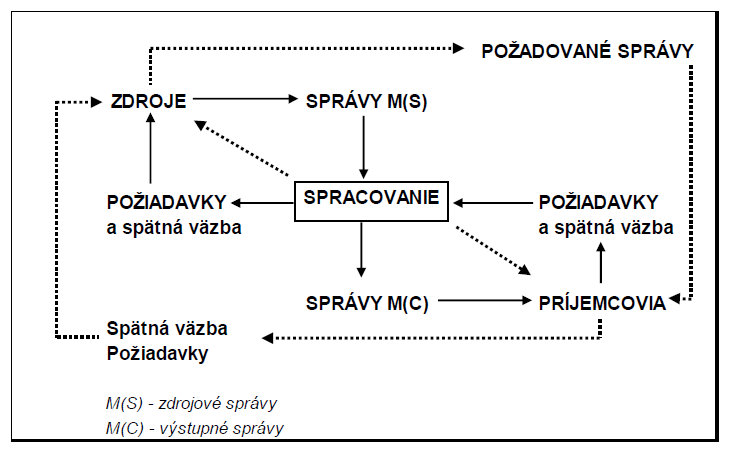 POŽADOVANÉ SPRÁVY
ZDROJE
SPRÁVY M(S)
POŽIADAVKY
a spätná väzba
SPRACOVANIE
POŽIADAVKY
a spätná väzba
SPRÁVY M(C)
PRÍJEMCOVIA
Spätná väzba
Požiadavky
M(S) - zdrojové správy
M(C) - výstupné správy